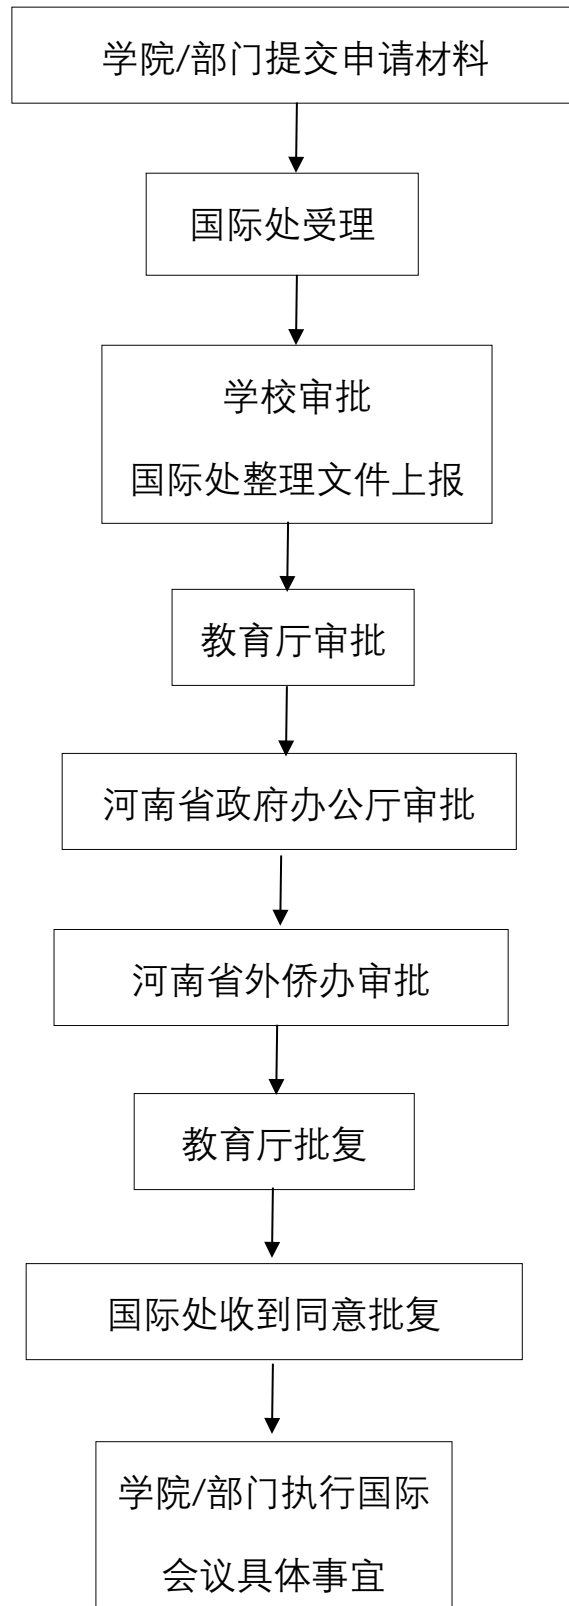 学院/部门提交申请材料
国际处受理
学校审批
国际处整理文件上报
教育厅审批
河南省政府办公厅审批
河南省外侨办审批
教育厅批复
国际处收到同意批复
学院/部门执行国际
会议具体事宜